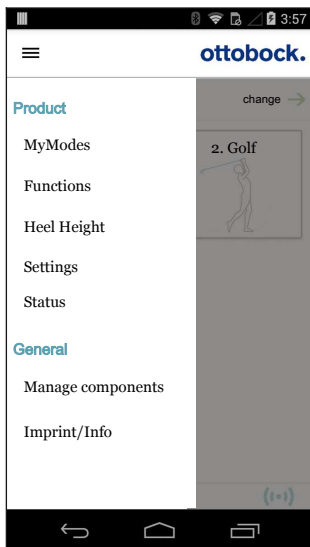 3:57
ottobock.
Product
change
MyModes
2. Golf
Functions
Heel Height
Settings
Status
General
Manage components
Imprint/Info